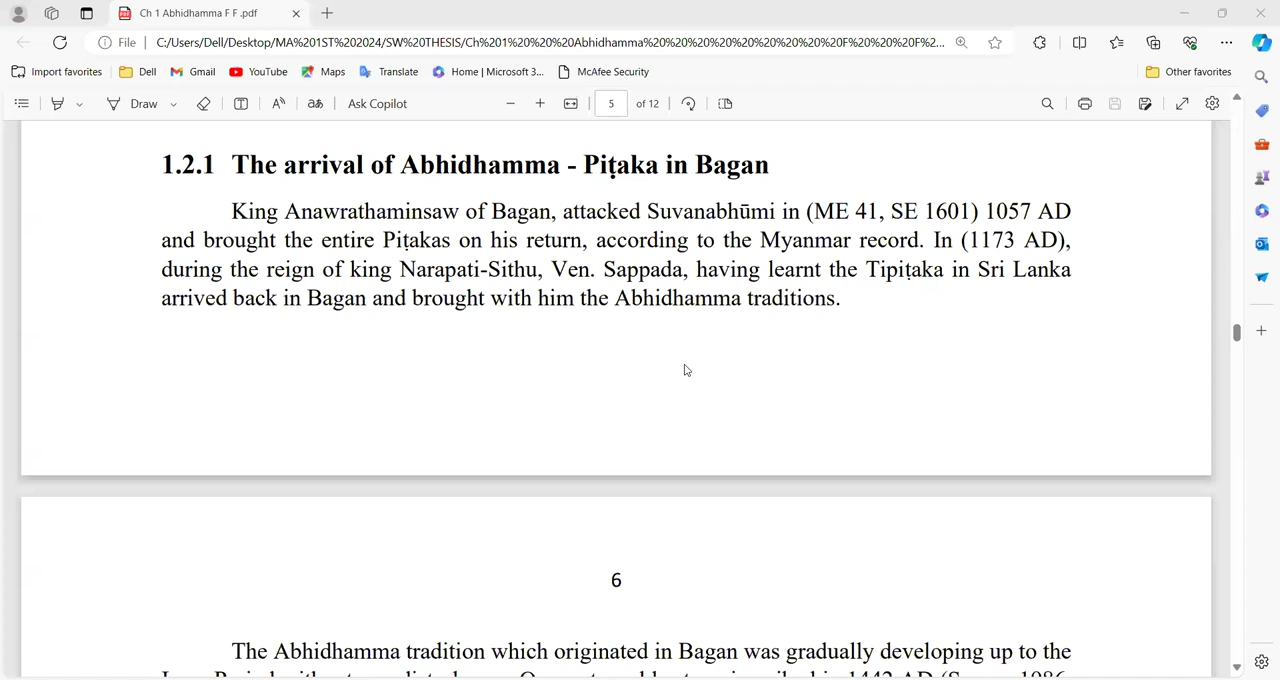 Ch 1 Abhidhamma F F .pdf
File C:/Users/Dell/Desktop/MA%201ST%202024/SW%20THESIS/Ch%201%20%20%20Abhidhamma%20%20%20%20%20%20%20%20%20F%20%20%20F%2...
Import favorites Dell Gmail YouTube Maps Translate Home | Microsoft 3... McAfee Security Other favorites
Draw aあ Ask Copilot 5 of 12
1.2.1 The arrival of Abhidhamma - Piṭaka in Bagan
King Anawrathaminsaw of Bagan, attacked Suvanabhūmi in (ME 41, SE 1601) 1057 AD
and brought the entire Piṭakas on his return, according to the Myanmar record. In (1173 AD),
during the reign of king Narapati-Sithu, Ven. Sappada, having learnt the Tipiṭaka in Sri Lanka
arrived back in Bagan and brought with him the Abhidhamma traditions.
6
The Abhidhamma tradition which originated in Bagan was gradually developing up to the